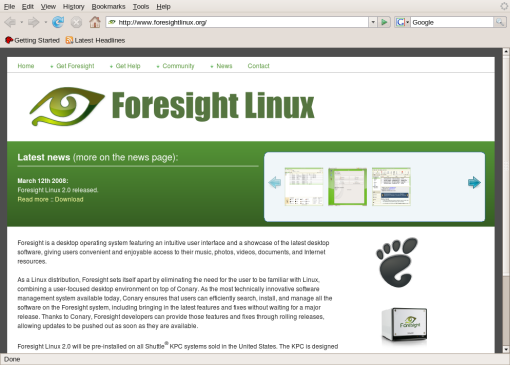 File Edit View History Bookmarks Tools Help
http://www.foresightlinux.org/
Google
Getting Started Latest Headlines
Home + Get Foresight + Get Help + Community + News Contact
Foresight Linux
Latest news (more on the news page):
March 12th 2008:
Foresight Linux 2.0 released.
Read more :: Download
Foresight is a desktop operating system featuring an intuitive user interface and a showcase of the latest desktop
software, giving users convenient and enjoyable access to their music, photos, videos, documents, and Internet
resources.
As a Linux distribution, Foresight sets itself apart by eliminating the need for the user to be familiar with Linux,
combining a user-focused desktop environment on top of Conary. As the most technically innovative software
management system available today, Conary ensures that users can efficiently search, install, and manage all the
software on the Foresight system, including bringing in the latest features and fixes without waiting for a major
release. Thanks to Conary, Foresight developers can provide those features and fixes through rolling releases,
allowing updates to be pushed out as soon as they are available.
Foresight
Foresight Linux 2.0 will be pre-installed on all Shuttle® KPC systems sold in the United States. The KPC is designed
Done